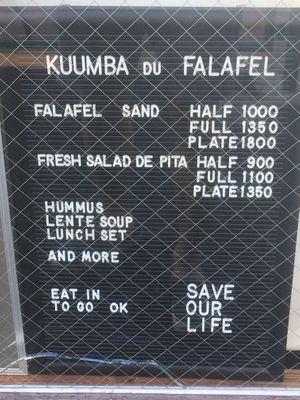 KUUMBA DU FALAFEL
FALAFEL SAND HALF 1000
FULL 1350
PLATE 1800
FRESH SALAD DE PITA HALF 900
FULL 1100
PLATE 1350
HUMMUS
LENTE SOUP
LUNCH SET
AND MORE
EAT IN
TO GO OK
SAVE
OUR
LIFE